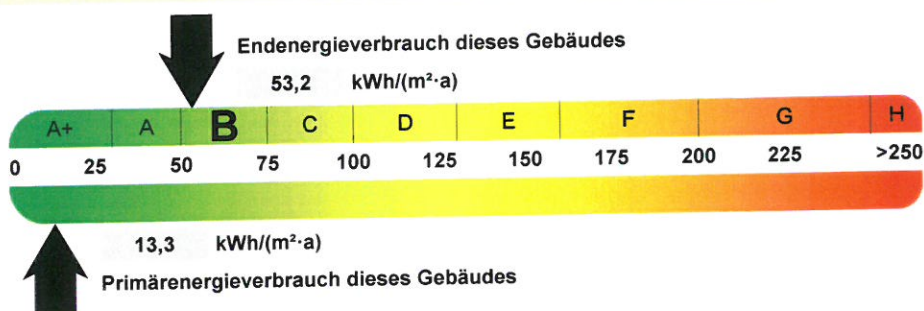 Endenergieverbrauch dieses Gebäudes
53,2 kWh/(m²·a)
A+ A B C D E F G H
0 25 50 75 100 125 150 175 200 225 >250
13,3 kWh/(m²·a)
Primärenergieverbrauch dieses Gebäudes